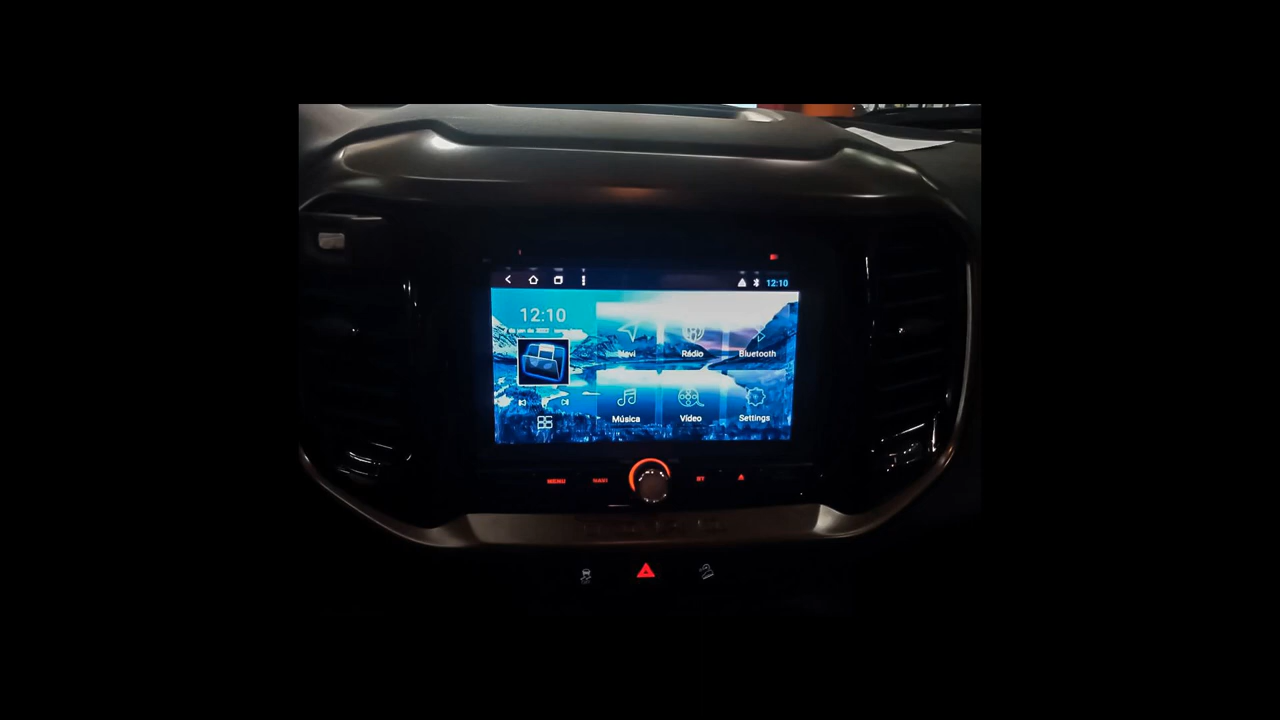 12:10
12:10
Navi
Rádio
Bluetooth
Música
Vídeo
Settings
MENU
NAVI
BT